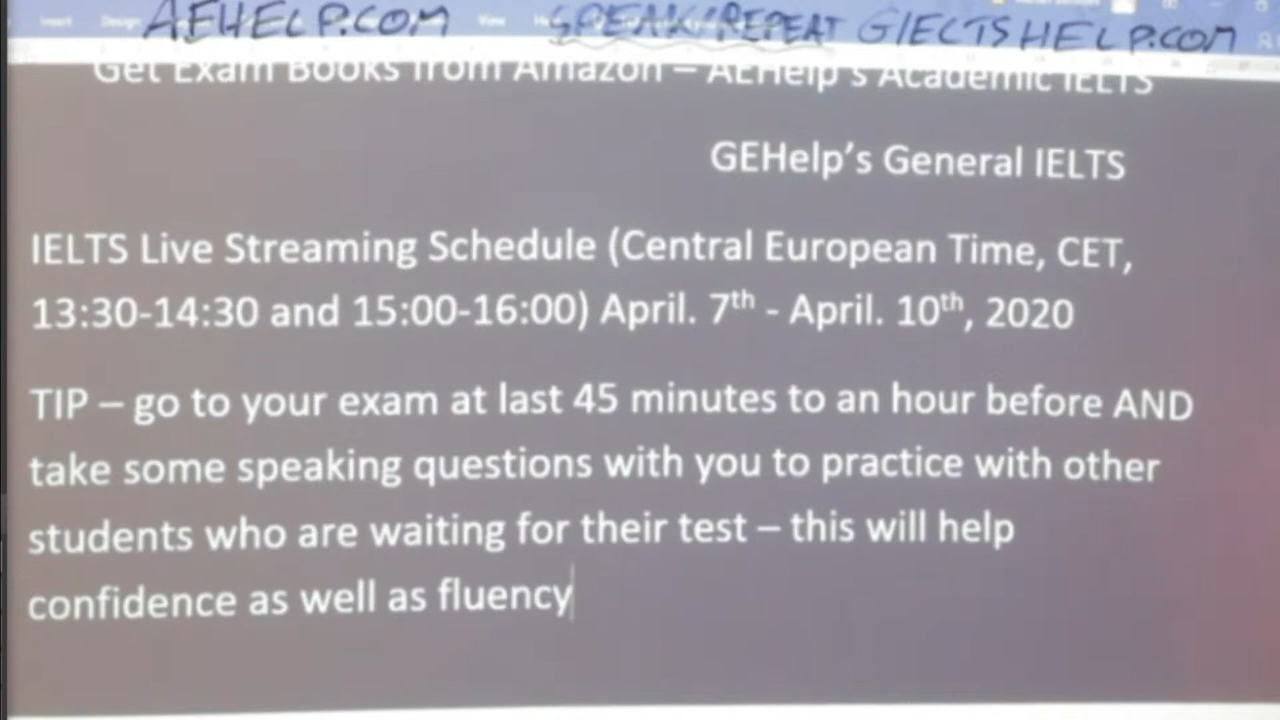 AEHELP.COM SPEAK/REPEAT GIELTSHELP.COM
Insert Design View
Get Exam Books from Amazon – AEHelp's Academic IELTS
GEHelp's General IELTS
IELTS Live Streaming Schedule (Central European Time, CET,
13:30-14:30 and 15:00-16:00) April. 7th - April. 10th, 2020
TIP – go to your exam at last 45 minutes to an hour before AND
take some speaking questions with you to practice with other
students who are waiting for their test – this will help
confidence as well as fluency